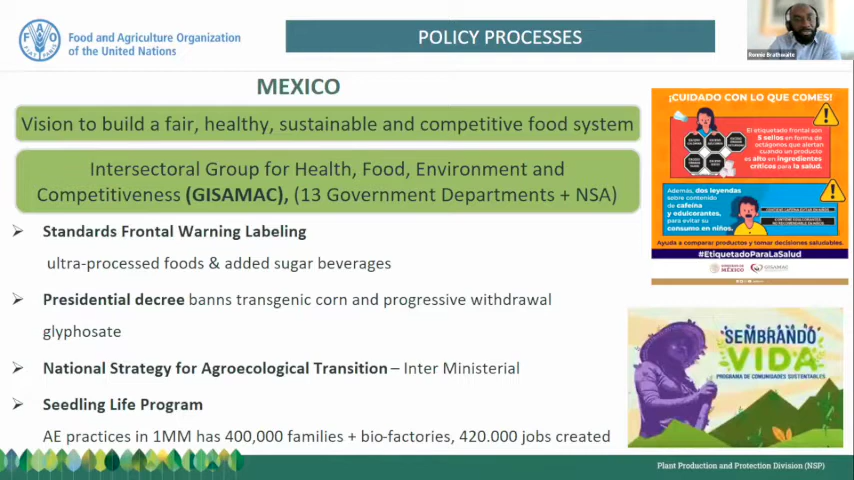 Food and Agriculture Organization
of the United Nations
POLICY PROCESSES
Ronnie Brathwaite
MEXICO
Vision to build a fair, healthy, sustainable and competitive food system
Intersectoral Group for Health, Food, Environment and
Competitiveness (GISAMAC), (13 Government Departments + NSA)
➤ Standards Frontal Warning Labeling
ultra-processed foods & added sugar beverages
➤ Presidential decree banns transgenic corn and progressive withdrawal
glyphosate
➤ National Strategy for Agroecological Transition – Inter Ministerial
➤ Seedling Life Program
AE practices in 1MM has 400,000 families + bio-factories, 420.000 jobs created
¡CUIDADO CON LO QUE COMES!
El etiquetado frontal son
5 sellos en forma de
octágonos que alertan
cuando un producto
es alto en ingredientes
críticos para la salud.
Además, dos leyendas
sobre contenido de
cafeína
y edulcorantes,
para evitar su
consumo en niños.
Ayuda a comparar productos y tomar decisiones saludables.
#EtiquetadoParaLaSalud
MÉXICO
GISAMAC
SEMBRANDO
VIDA
PROGRAMA DE COMUNIDADES SUSTENTABLES
Plant Production and Protection Division (NSP)